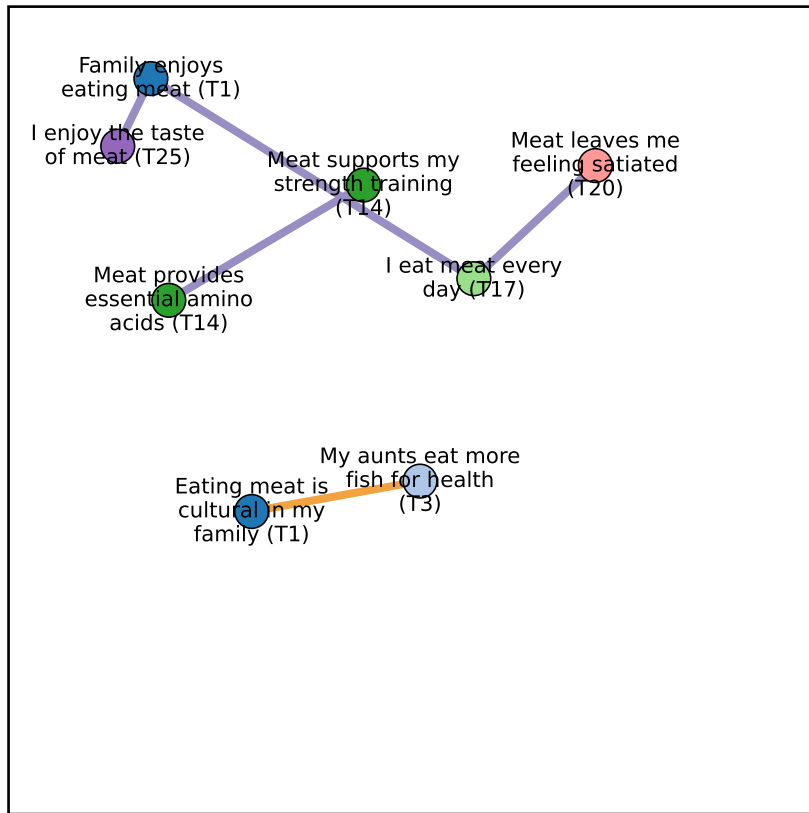 Family enjoys
eating meat (T1)
I enjoy the taste
of meat (T25)
Meat supports my
strength training
(T14)
Meat leaves me
feeling satiated
(T20)
I eat meat every
day (T17)
Meat provides
essential amino
acids (T14)
My aunts eat more
fish for health
(T3)
Eating meat is
cultural in my
family (T1)